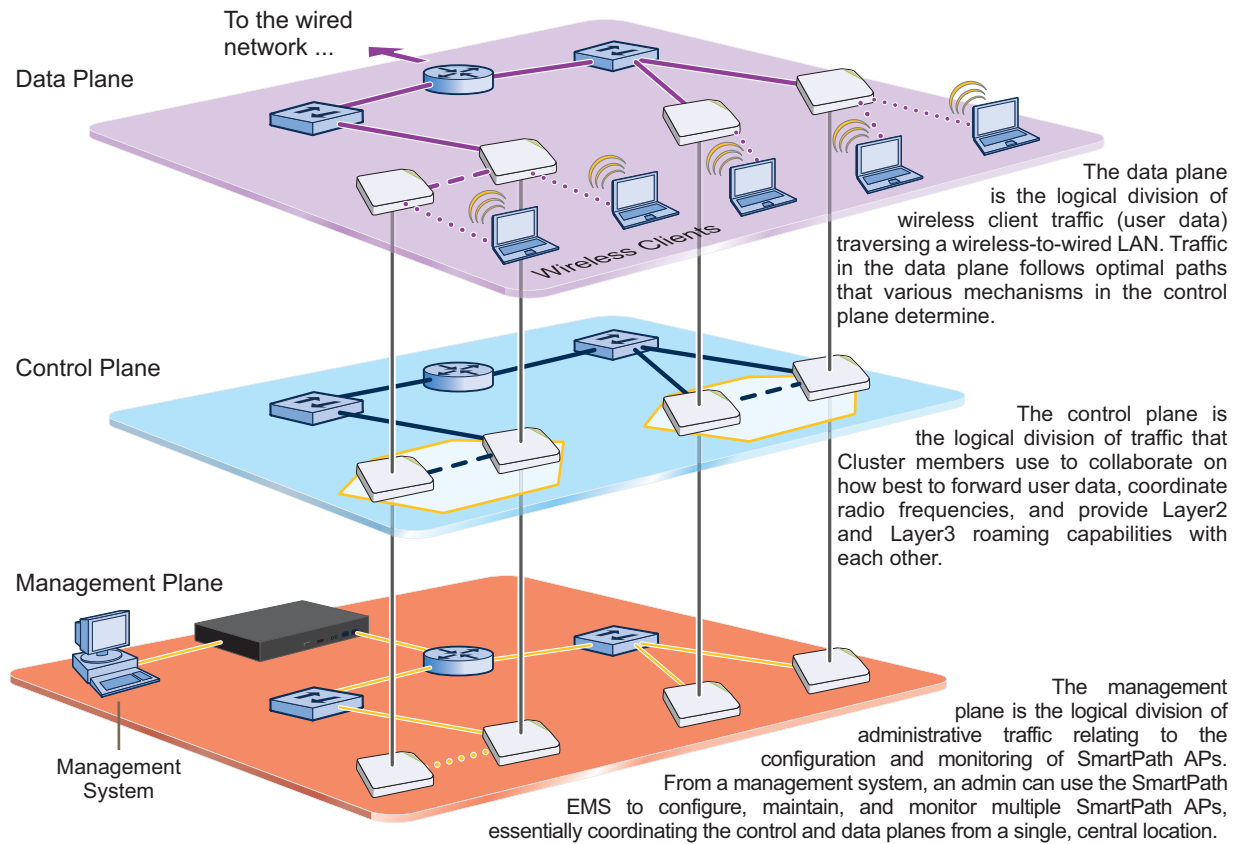 To the wired
network ...
Data Plane
Wireless Clients
The data plane
is the logical division of
wireless client traffic (user data)
traversing a wireless-to-wired LAN. Traffic
in the data plane follows optimal paths
that various mechanisms in the control
plane determine.
Control Plane
The control plane is
the logical division of traffic that
Cluster members use to collaborate on
how best to forward user data, coordinate
radio frequencies, and provide Layer2
and Layer3 roaming capabilities with
each other.
Management Plane
Management
System
The management
plane is the logical division of
administrative traffic relating to the
configuration and monitoring of SmartPath APs.
From a management system, an admin can use the SmartPath
EMS to configure, maintain, and monitor multiple SmartPath APs,
essentially coordinating the control and data planes from a single, central location.